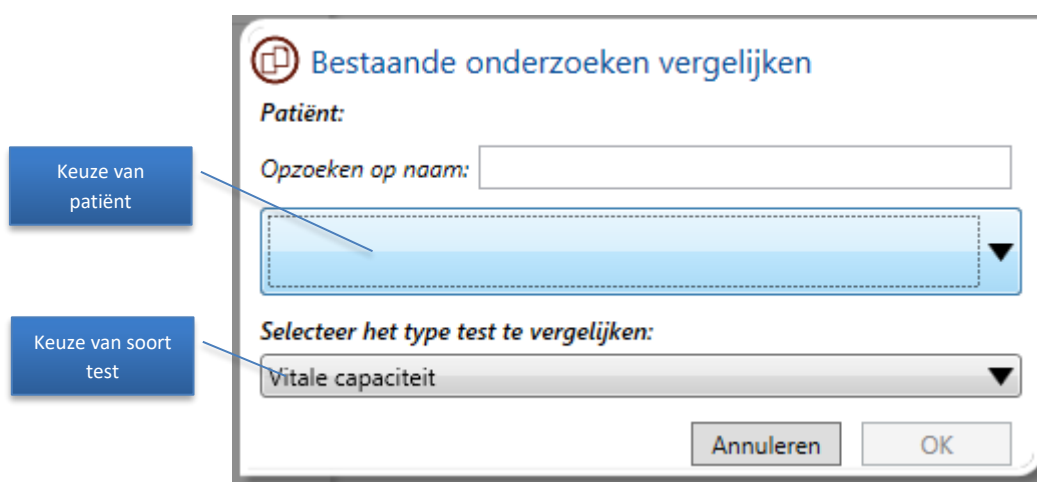 Bestaande onderzoeken vergelijken
Patiënt:
Opzoeken op naam:
Keuze van
patiënt
Selecteer het type test te vergelijken:
Keuze van soort
test
Vitale capaciteit
Annuleren OK